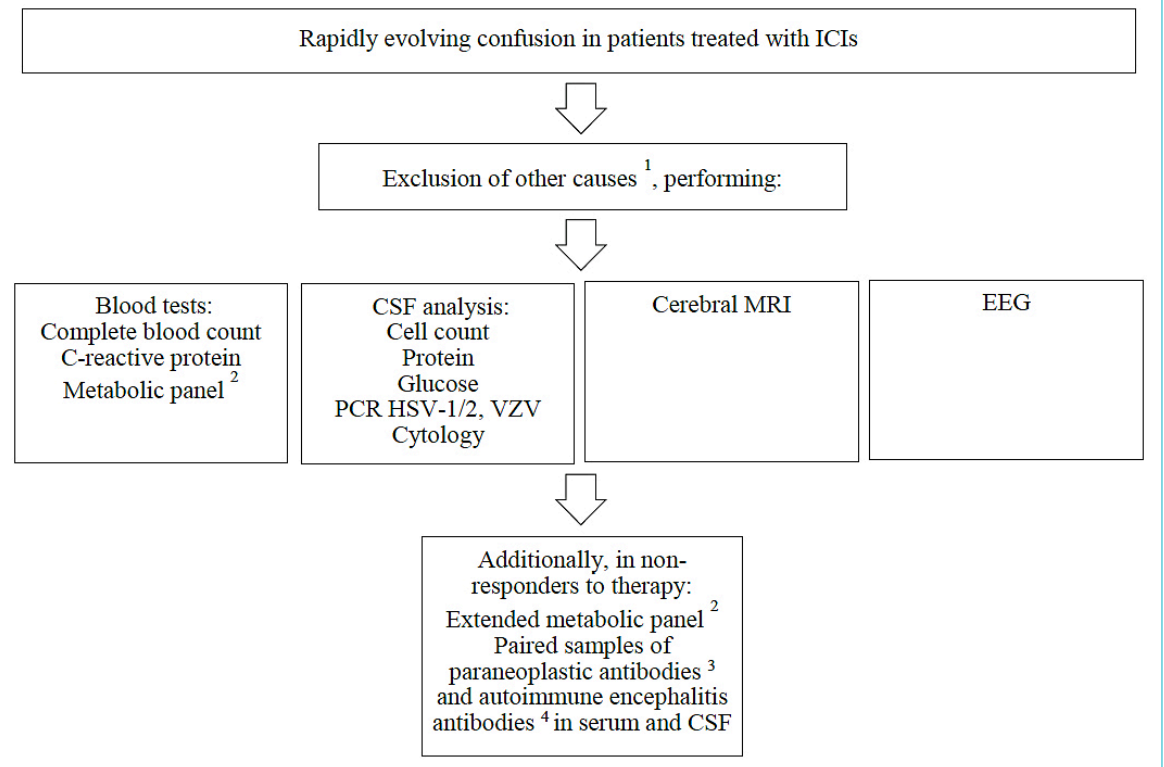 Rapidly evolving confusion in patients treated with ICIs
Exclusion of other causes 1, performing:
Blood tests:
Complete blood count
C-reactive protein
Metabolic panel 2
CSF analysis:
Cell count
Protein
Glucose
PCR HSV-1/2, VZV
Cytology
Cerebral MRI
EEG
Additionally, in non-
responders to therapy:
Extended metabolic panel 2
Paired samples of
paraneoplastic antibodies 3
and autoimmune encephalitis
antibodies 4 in serum and CSF